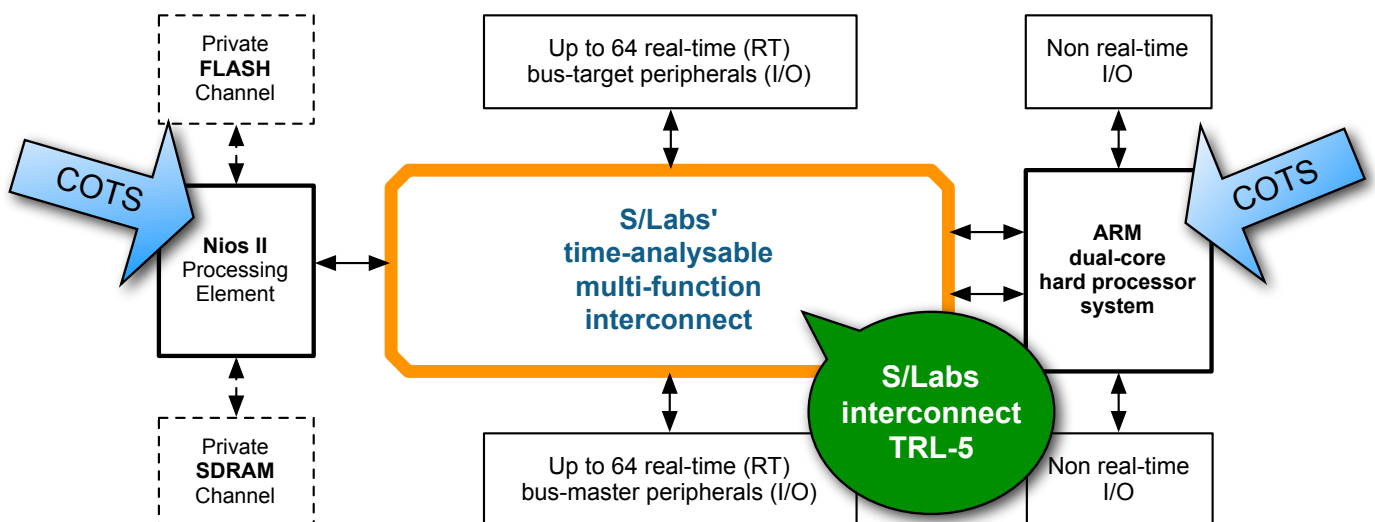 Private
FLASH
Channel
Up to 64 real-time (RT)
bus-target peripherals (I/O)
Non real-time
I/O
COTS
COTS
Nios II
Processing
Element
S/Labs'
time-analysable
multi-function
interconnect
ARM
dual-core
hard processor
system
S/Labs
interconnect
TRL-5
Private
SDRAM
Channel
Up to 64 real-time (RT)
bus-master peripherals (I/O)
Non real-time
I/O